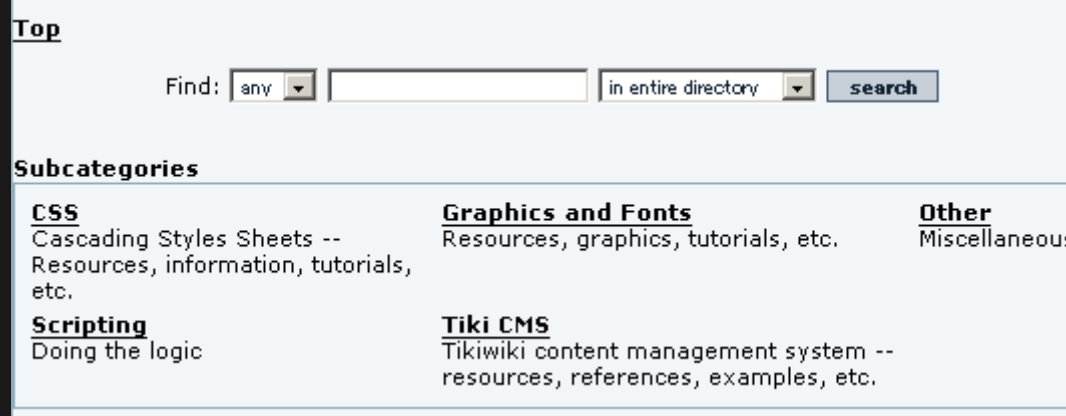 Top
Find: any in entire directory search
Subcategories
CSS Graphics and Fonts Other
Cascading Styles Sheets -- Resources, graphics, tutorials, etc. Miscellaneous
Resources, information, tutorials,
etc.
Scripting Tiki CMS
Doing the logic Tikiwiki content management system --
resources, references, examples, etc.